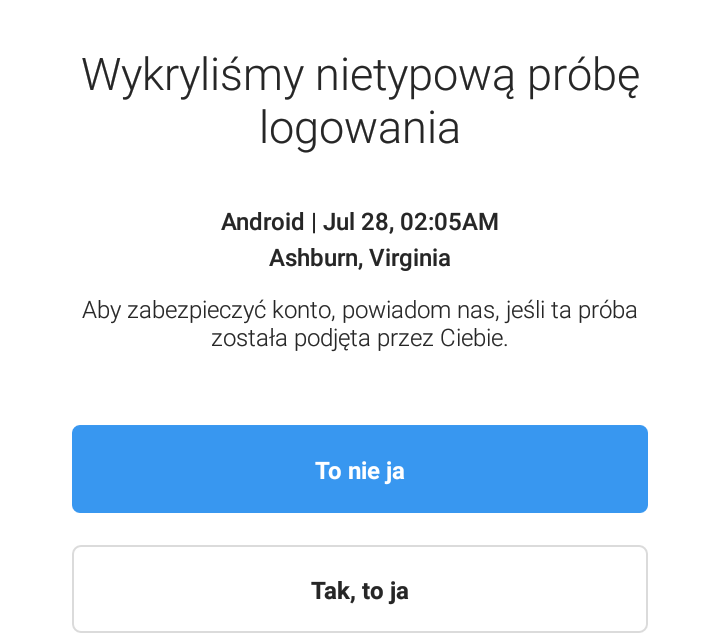 Wykryliśmy nietypową próbę
logowania
Android | Jul 28, 02:05AM
Ashburn, Virginia
Aby zabezpieczyć konto, powiadom nas, jeśli ta próba
została podjęta przez Ciebie.
To nie ja
Tak, to ja